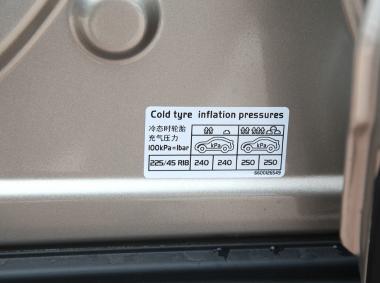 Cold tyre inflation pressures
冷态时轮胎
充气压力
100kPa=1bar
kPa kPa
225/45 R18 240 240 250 250
6600126549